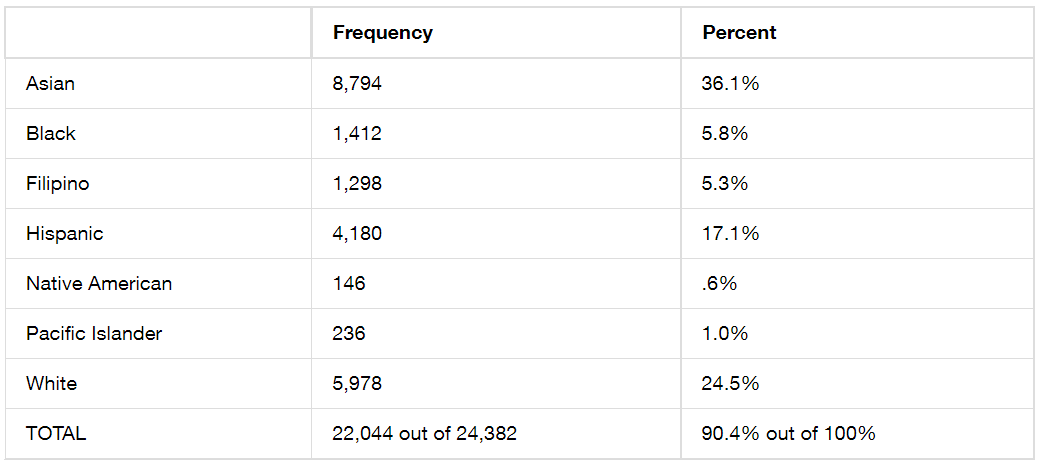 Frequency Percent
Asian 8,794 36.1%
Black 1,412 5.8%
Filipino 1,298 5.3%
Hispanic 4,180 17.1%
Native American 146 .6%
Pacific Islander 236 1.0%
White 5,978 24.5%
TOTAL 22,044 out of 24,382 90.4% out of 100%